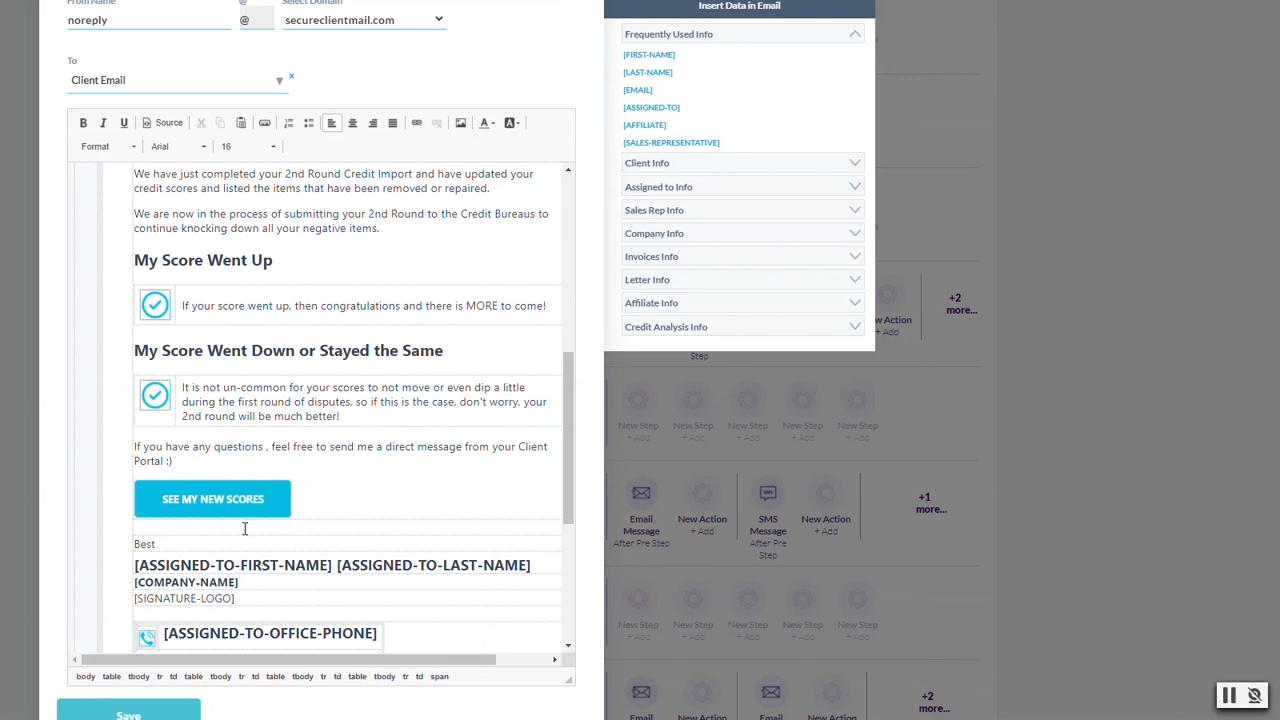 From Name
@
Select Domain
noreply
@
secureclientmail.com
To
Client Email
x
Source
Format
Arial
16
We have just completed your 2nd Round Credit Import and have updated your
credit scores and listed the items that have been removed or repaired.
We are now in the process of submitting your 2nd Round to the Credit Bureaus to
continue knocking down all your negative items.
My Score Went Up
If your score went up, then congratulations and there is MORE to come!
My Score Went Down or Stayed the Same
It is not un-common for your scores to not move or even dip a little
during the first round of disputes, so if this is the case, don't worry, your
2nd round will be much better!
If you have any questions , feel free to send me a direct message from your Client
Portal :)
SEE MY NEW SCORES
Best
[ASSIGNED-TO-FIRST-NAME] [ASSIGNED-TO-LAST-NAME]
[COMPANY-NAME]
[SIGNATURE-LOGO]
[ASSIGNED-TO-OFFICE-PHONE]
body table tbody tr td table tbody tr td table tbody tr td table tbody tr td span
Save
Insert Data in Email
Frequently Used Info
[FIRST-NAME]
[LAST-NAME]
[EMAIL]
[ASSIGNED-TO]
[AFFILIATE]
[SALES-REPRESENTATIVE]
Client Info
Assigned to Info
Sales Rep Info
Company Info
Invoices Info
Letter Info
Affiliate Info
Credit Analysis Info
+2
more...
w Action
+ Add
Step
New Step
+ Add
New Step
+ Add
New Step
+ Add
New Step
+ Add
Email
Message
After Pre Step
New Action
+ Add
SMS
Message
After Pre
Step
New Action
+ Add
+1
more...
New Step
+ Add
New Step
+ Add
New Step
+ Add
New Step
+ Add
Email
New Action
Email
New Action
+2
more...